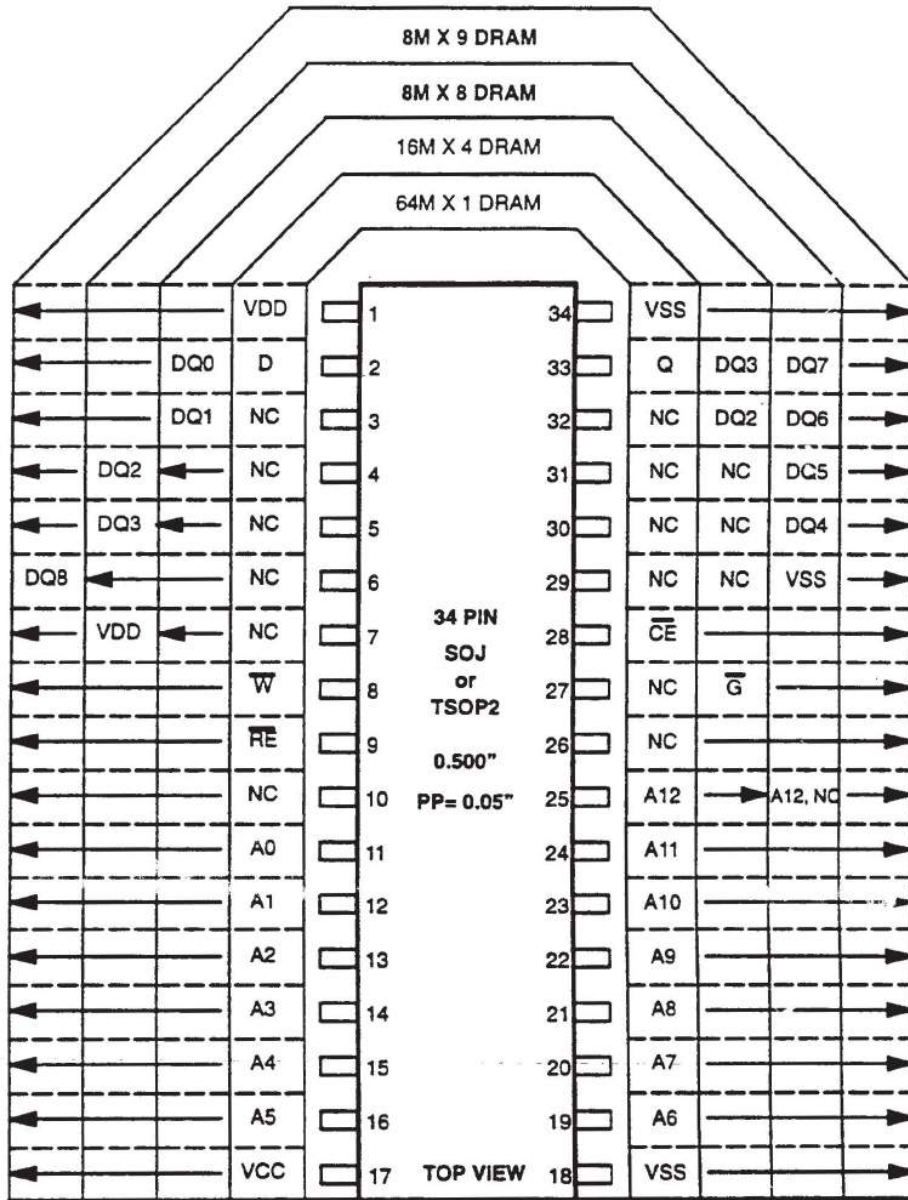 8M X 9 DRAM
8M X 8 DRAM
16M X 4 DRAM
64M X 1 DRAM
VDD 1 34 VSS
DQ0 D 2 33 Q DQ3 DQ7
DQ1 NC 3 32 NC DQ2 DQ6
DQ2 NC 4 31 NC NC DQ5
DQ3 NC 5 30 NC NC DQ4
DQ8 NC 6 29 NC NC VSS
VDD NC 7 28 C̅E̅
34 PIN
SOJ
or
TSOP2
W̅ 8 27 NC G̅
R̅E̅ 9 26 NC
0.500"
NC 10 25 A12 A12, NC
PP= 0.05"
A0 11 24 A11
A1 12 23 A10
A2 13 22 A9
A3 14 21 A8
A4 15 20 A7
A5 16 19 A6
VCC 17 TOP VIEW 18 VSS